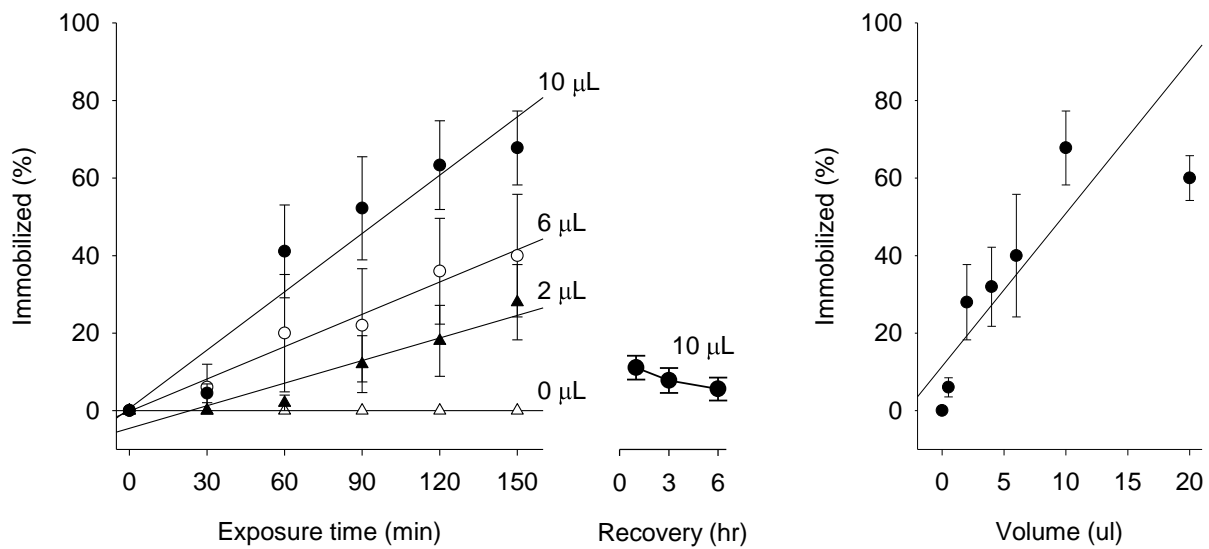 100
80
60
40
20
0
Immobilized (%)
0 30 60 90 120 150
Exposure time (min)
10 μL
6 μL
2 μL
0 μL
10 μL
0 3 6
Recovery (hr)
100
80
60
40
20
0
Immobilized (%)
0 5 10 15 20
Volume (ul)